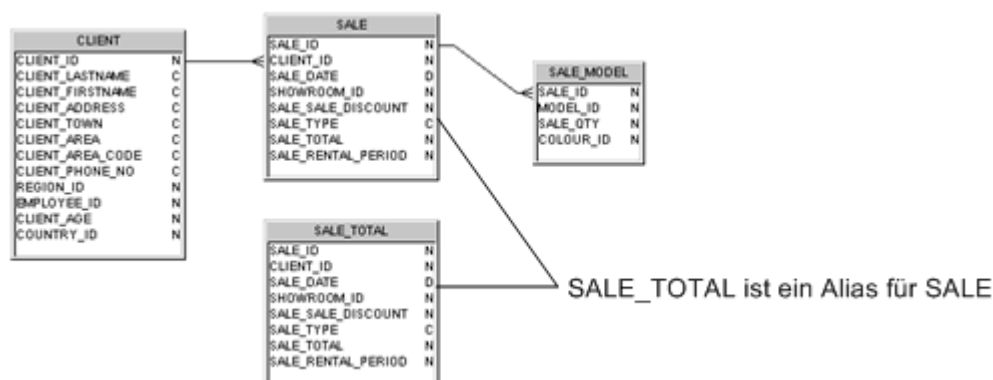 CLIENT
CLIENT_ID N
CLIENT_LASTNAME C
CLIENT_FIRSTNAME C
CLIENT_ADDRESS C
CLIENT_TOWN C
CLIENT_AREA C
CLIENT_AREA_CODE C
CLIENT_PHONE_NO C
REGION_ID N
EMPLOYEE_ID N
CLIENT_AGE N
COUNTRY_ID N
SALE
SALE_ID N
CLIENT_ID N
SALE_DATE D
SHOWROOM_ID N
SALE_SALE_DISCOUNT N
SALE_TYPE C
SALE_TOTAL N
SALE_RENTAL_PERIOD N
SALE_MODEL
SALE_ID N
MODEL_ID N
SALE_QTY N
COLOUR_ID N
SALE_TOTAL
SALE_ID N
CLIENT_ID N
SALE_DATE D
SHOWROOM_ID N
SALE_SALE_DISCOUNT N
SALE_TYPE C
SALE_TOTAL N
SALE_RENTAL_PERIOD N
SALE_TOTAL ist ein Alias für SALE